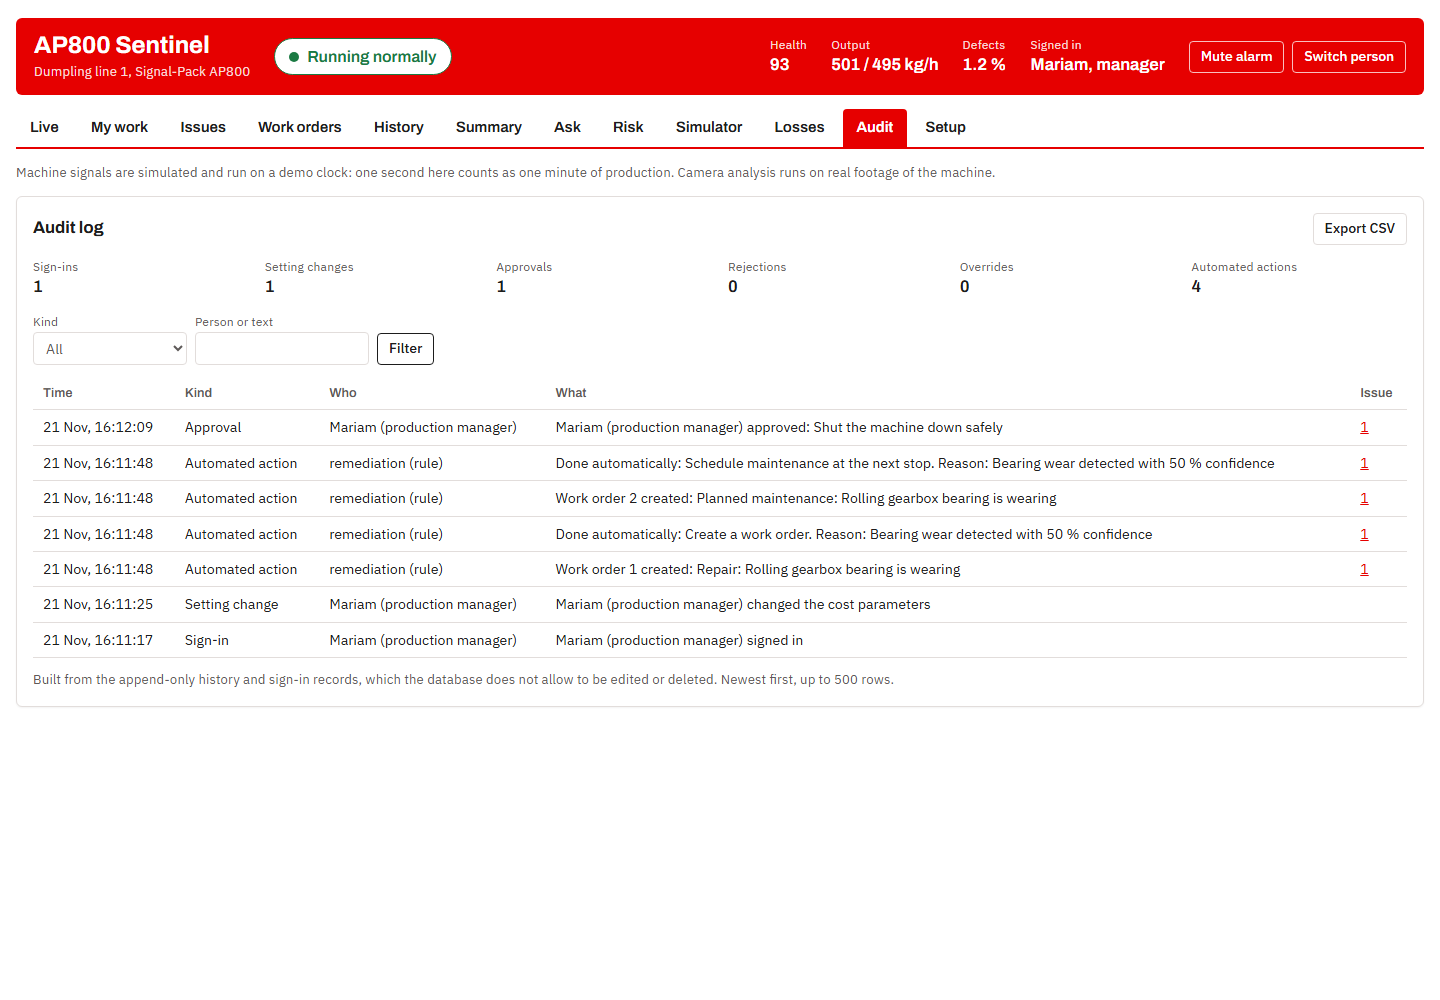 AP800 Sentinel
Dumpling line 1, Signal-Pack AP800
Running normally
Health
93
Output
501 / 495 kg/h
Defects
1.2 %
Signed in
Mariam, manager
Mute alarm
Switch person
Live My work Issues Work orders History Summary Ask Risk Simulator Losses Audit Setup
Machine signals are simulated and run on a demo clock: one second here counts as one minute of production. Camera analysis runs on real footage of the machine.
Audit log
Export CSV
Sign-ins Setting changes Approvals Rejections Overrides Automated actions
1 1 1 0 0 4
Kind Person or text
All Filter
Time Kind Who What Issue
21 Nov, 16:12:09 Approval Mariam (production manager) Mariam (production manager) approved: Shut the machine down safely 1
21 Nov, 16:11:48 Automated action remediation (rule) Done automatically: Schedule maintenance at the next stop. Reason: Bearing wear detected with 50 % confidence 1
21 Nov, 16:11:48 Automated action remediation (rule) Work order 2 created: Planned maintenance: Rolling gearbox bearing is wearing 1
21 Nov, 16:11:48 Automated action remediation (rule) Done automatically: Create a work order. Reason: Bearing wear detected with 50 % confidence 1
21 Nov, 16:11:48 Automated action remediation (rule) Work order 1 created: Repair: Rolling gearbox bearing is wearing 1
21 Nov, 16:11:25 Setting change Mariam (production manager) Mariam (production manager) changed the cost parameters
21 Nov, 16:11:17 Sign-in Mariam (production manager) Mariam (production manager) signed in
Built from the append-only history and sign-in records, which the database does not allow to be edited or deleted. Newest first, up to 500 rows.